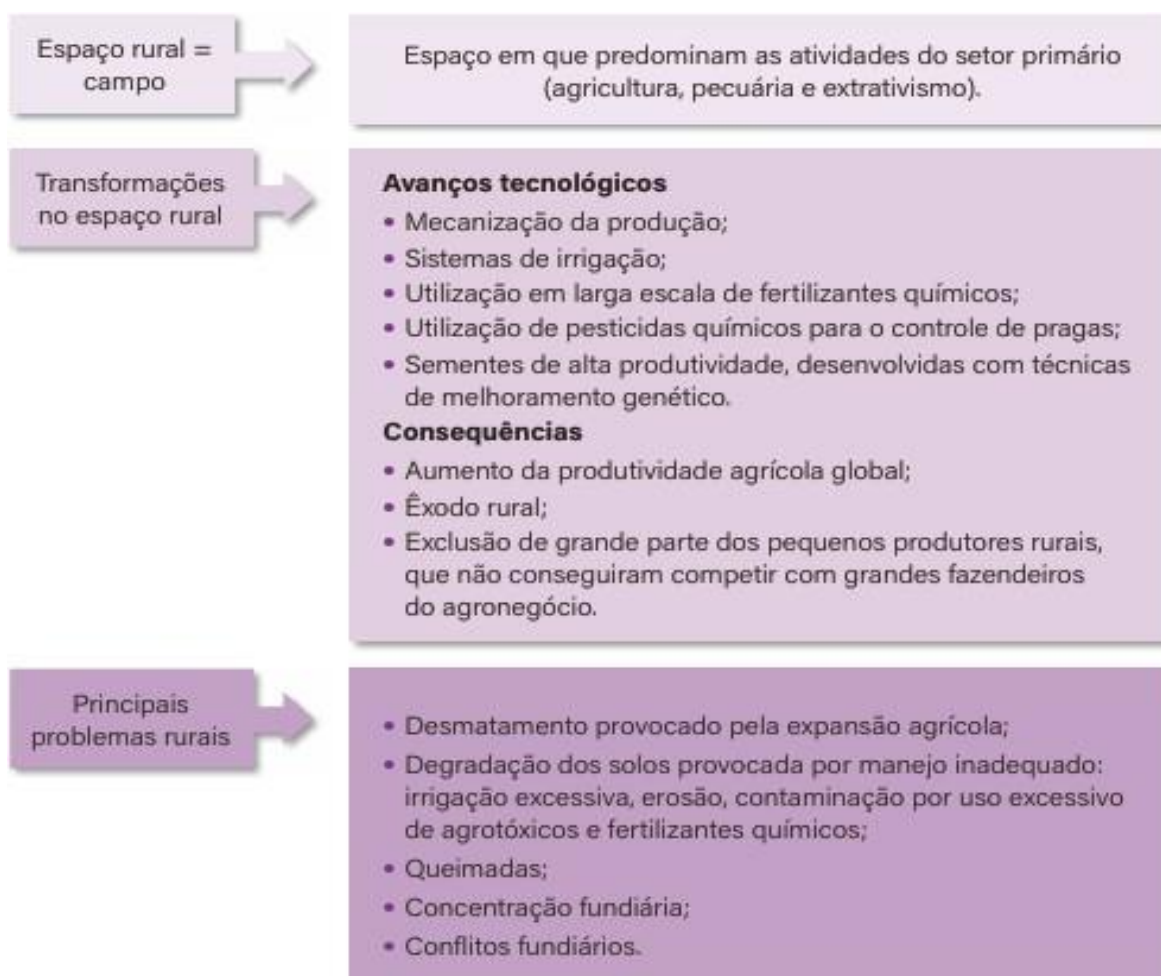 Espaço rural =
campo
Espaço em que predominam as atividades do setor primário
(agricultura, pecuária e extrativismo).
Transformações
no espaço rural
Avanços tecnológicos
• Mecanização da produção;
• Sistemas de irrigação;
• Utilização em larga escala de fertilizantes químicos;
• Utilização de pesticidas químicos para o controle de pragas;
• Sementes de alta produtividade, desenvolvidas com técnicas
de melhoramento genético.
Consequências
• Aumento da produtividade agrícola global;
• Êxodo rural;
• Exclusão de grande parte dos pequenos produtores rurais,
que não conseguiram competir com grandes fazendeiros
do agronegócio.
Principais
problemas rurais
• Desmatamento provocado pela expansão agrícola;
• Degradação dos solos provocada por manejo inadequado:
irrigação excessiva, erosão, contaminação por uso excessivo
de agrotóxicos e fertilizantes químicos;
• Queimadas;
• Concentração fundiária;
• Conflitos fundiários.